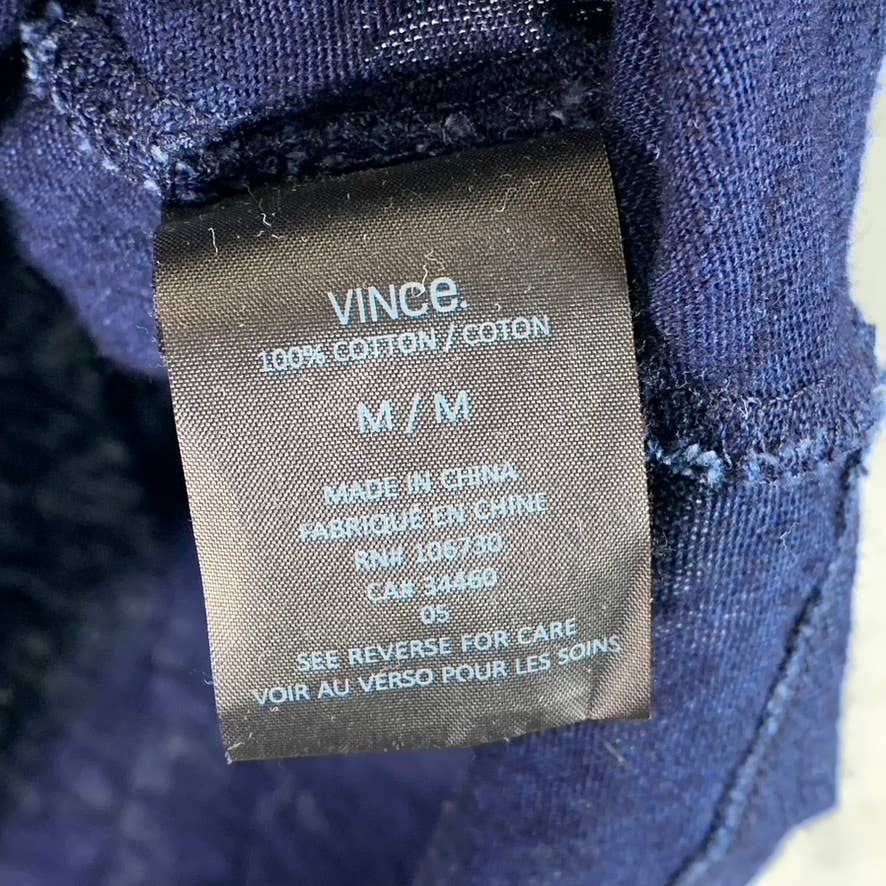 VINCe.
100% COTTON / COTON
M / M
MADE IN CHINA
FABRIQUÉ EN CHINE
RN# 106730
CA# 34460
05
SEE REVERSE FOR CARE
VOIR AU VERSO POUR LES SOINS